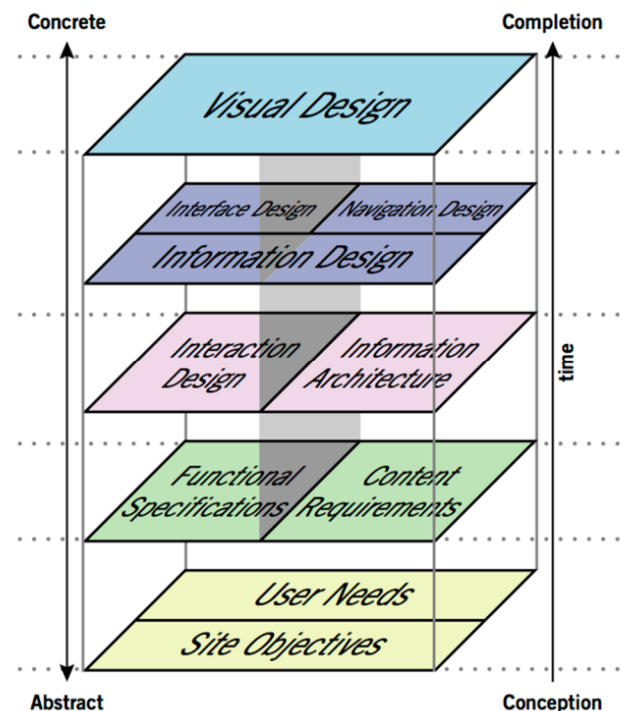 Concrete
Completion
Visual Design
Interface Design
Navigation Design
Information Design
Interaction
Design
Information
Architecture
time
Functional
Specifications
Content
Requirements
User Needs
Site Objectives
Abstract
Conception